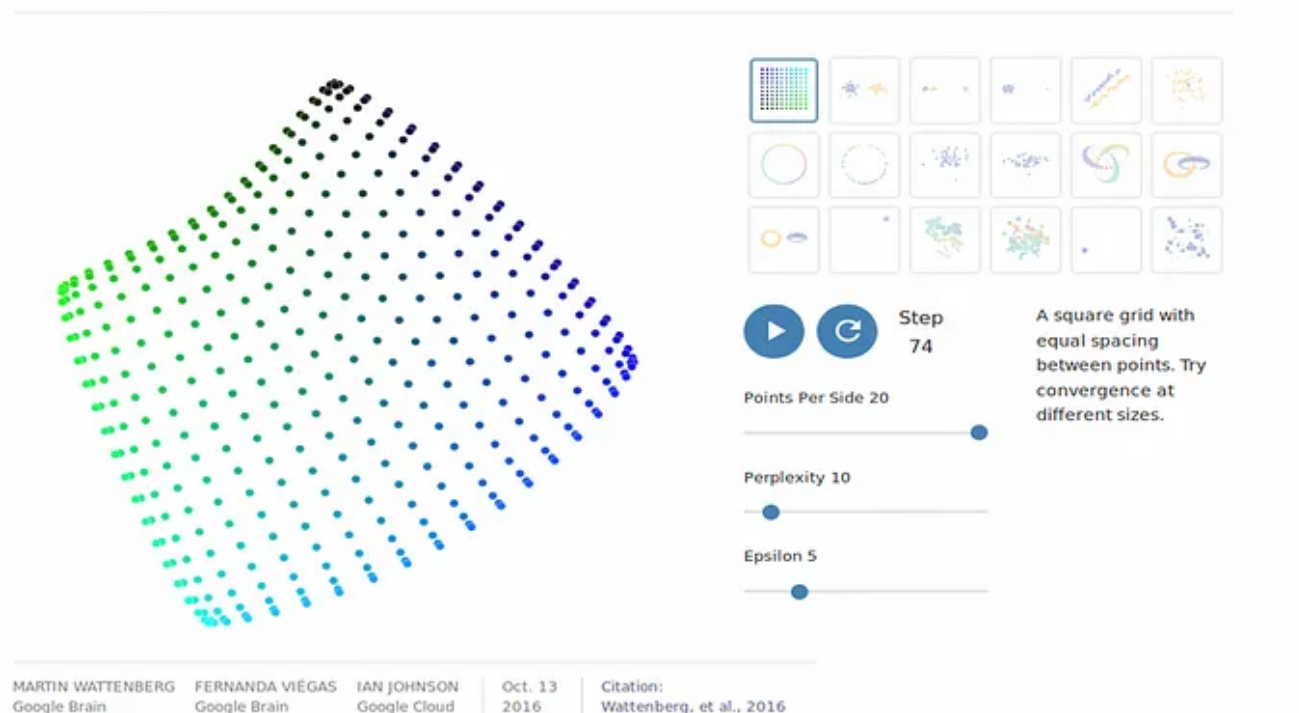 Step
74
A square grid with
equal spacing
between points. Try
convergence at
different sizes.
Points Per Side 20
Perplexity 10
Epsilon 5
MARTIN WATTENBERG
Google Brain
FERNANDA VIÉGAS
Google Brain
IAN JOHNSON
Google Cloud
Oct. 13
2016
Citation:
Wattenberg, et al., 2016